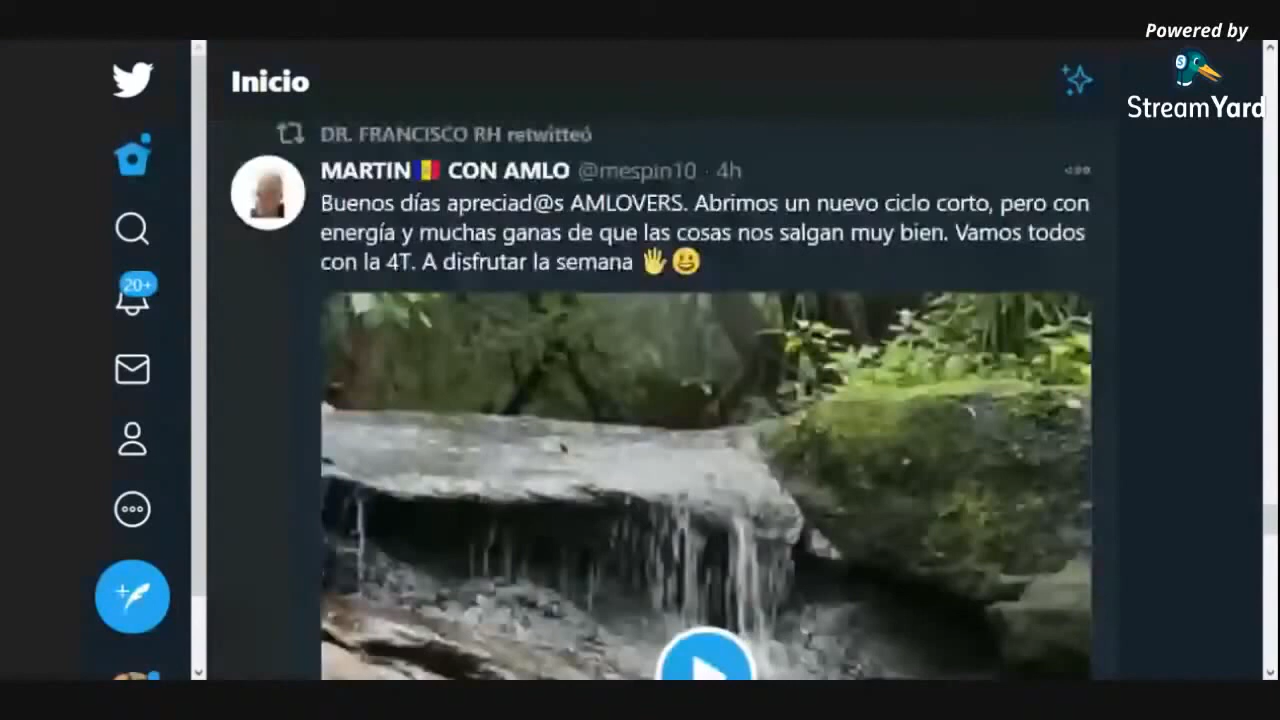 Powered by
StreamYard
Inicio
DR. FRANCISCO RH retwitteó
MARTIN🇦🇩 CON AMLO @mespin10 · 4h
Buenos días apreciad@s AMLOVERS. Abrimos un nuevo ciclo corto, pero con
energía y muchas ganas de que las cosas nos salgan muy bien. Vamos todos
con la 4T. A disfrutar la semana 🖐😃
20+